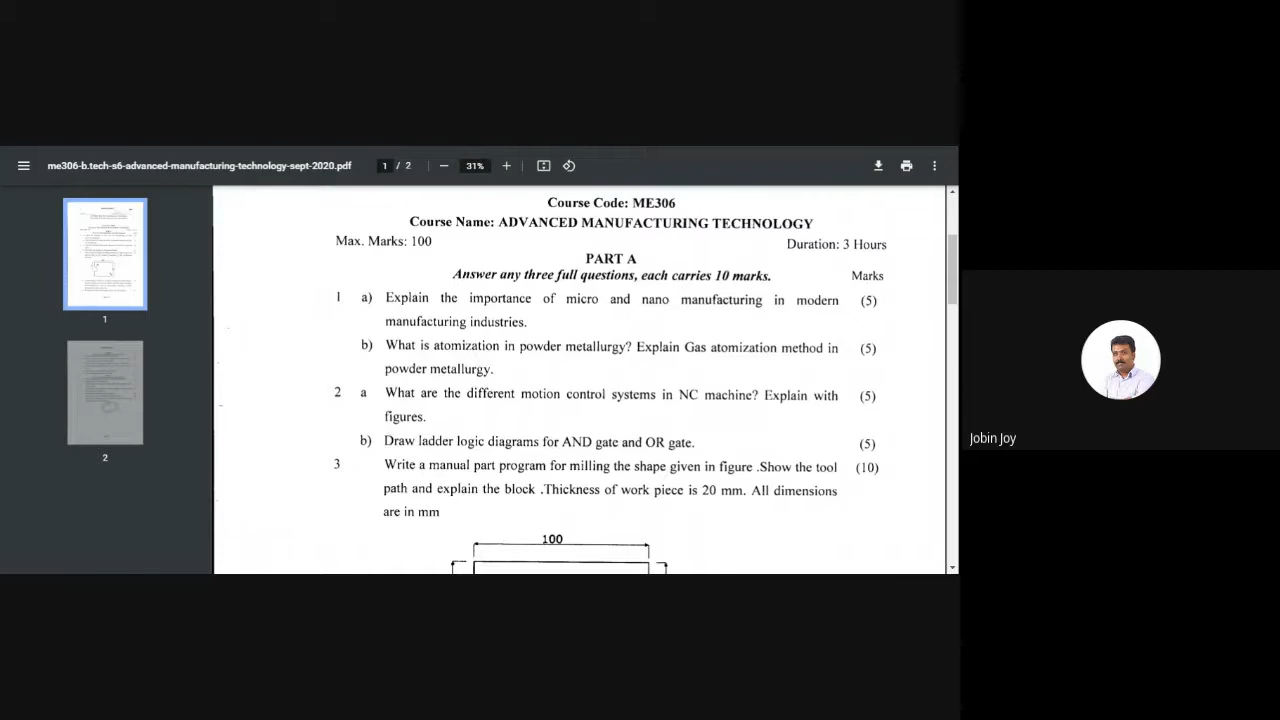 me306-b.tech-s6-advanced-manufacturing-technology-sept-2020.pdf 1 / 2 31%
Course Code: ME306
Course Name: ADVANCED MANUFACTURING TECHNOLOGY
Max. Marks: 100 Duration: 3 Hours
PART A
Answer any three full questions, each carries 10 marks. Marks
1 a) Explain the importance of micro and nano manufacturing in modern (5)
manufacturing industries.
b) What is atomization in powder metallurgy? Explain Gas atomization method in (5)
powder metallurgy.
2 a What are the different motion control systems in NC machine? Explain with (5)
figures.
b) Draw ladder logic diagrams for AND gate and OR gate. (5)
3 Write a manual part program for milling the shape given in figure .Show the tool (10)
path and explain the block .Thickness of work piece is 20 mm. All dimensions
are in mm
100
1
2
Jobin Joy